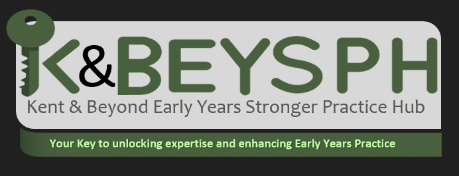 K&BEYSPH
Kent & Beyond Early Years Stronger Practice Hub
Your Key to unlocking expertise and enhancing Early Years Practice